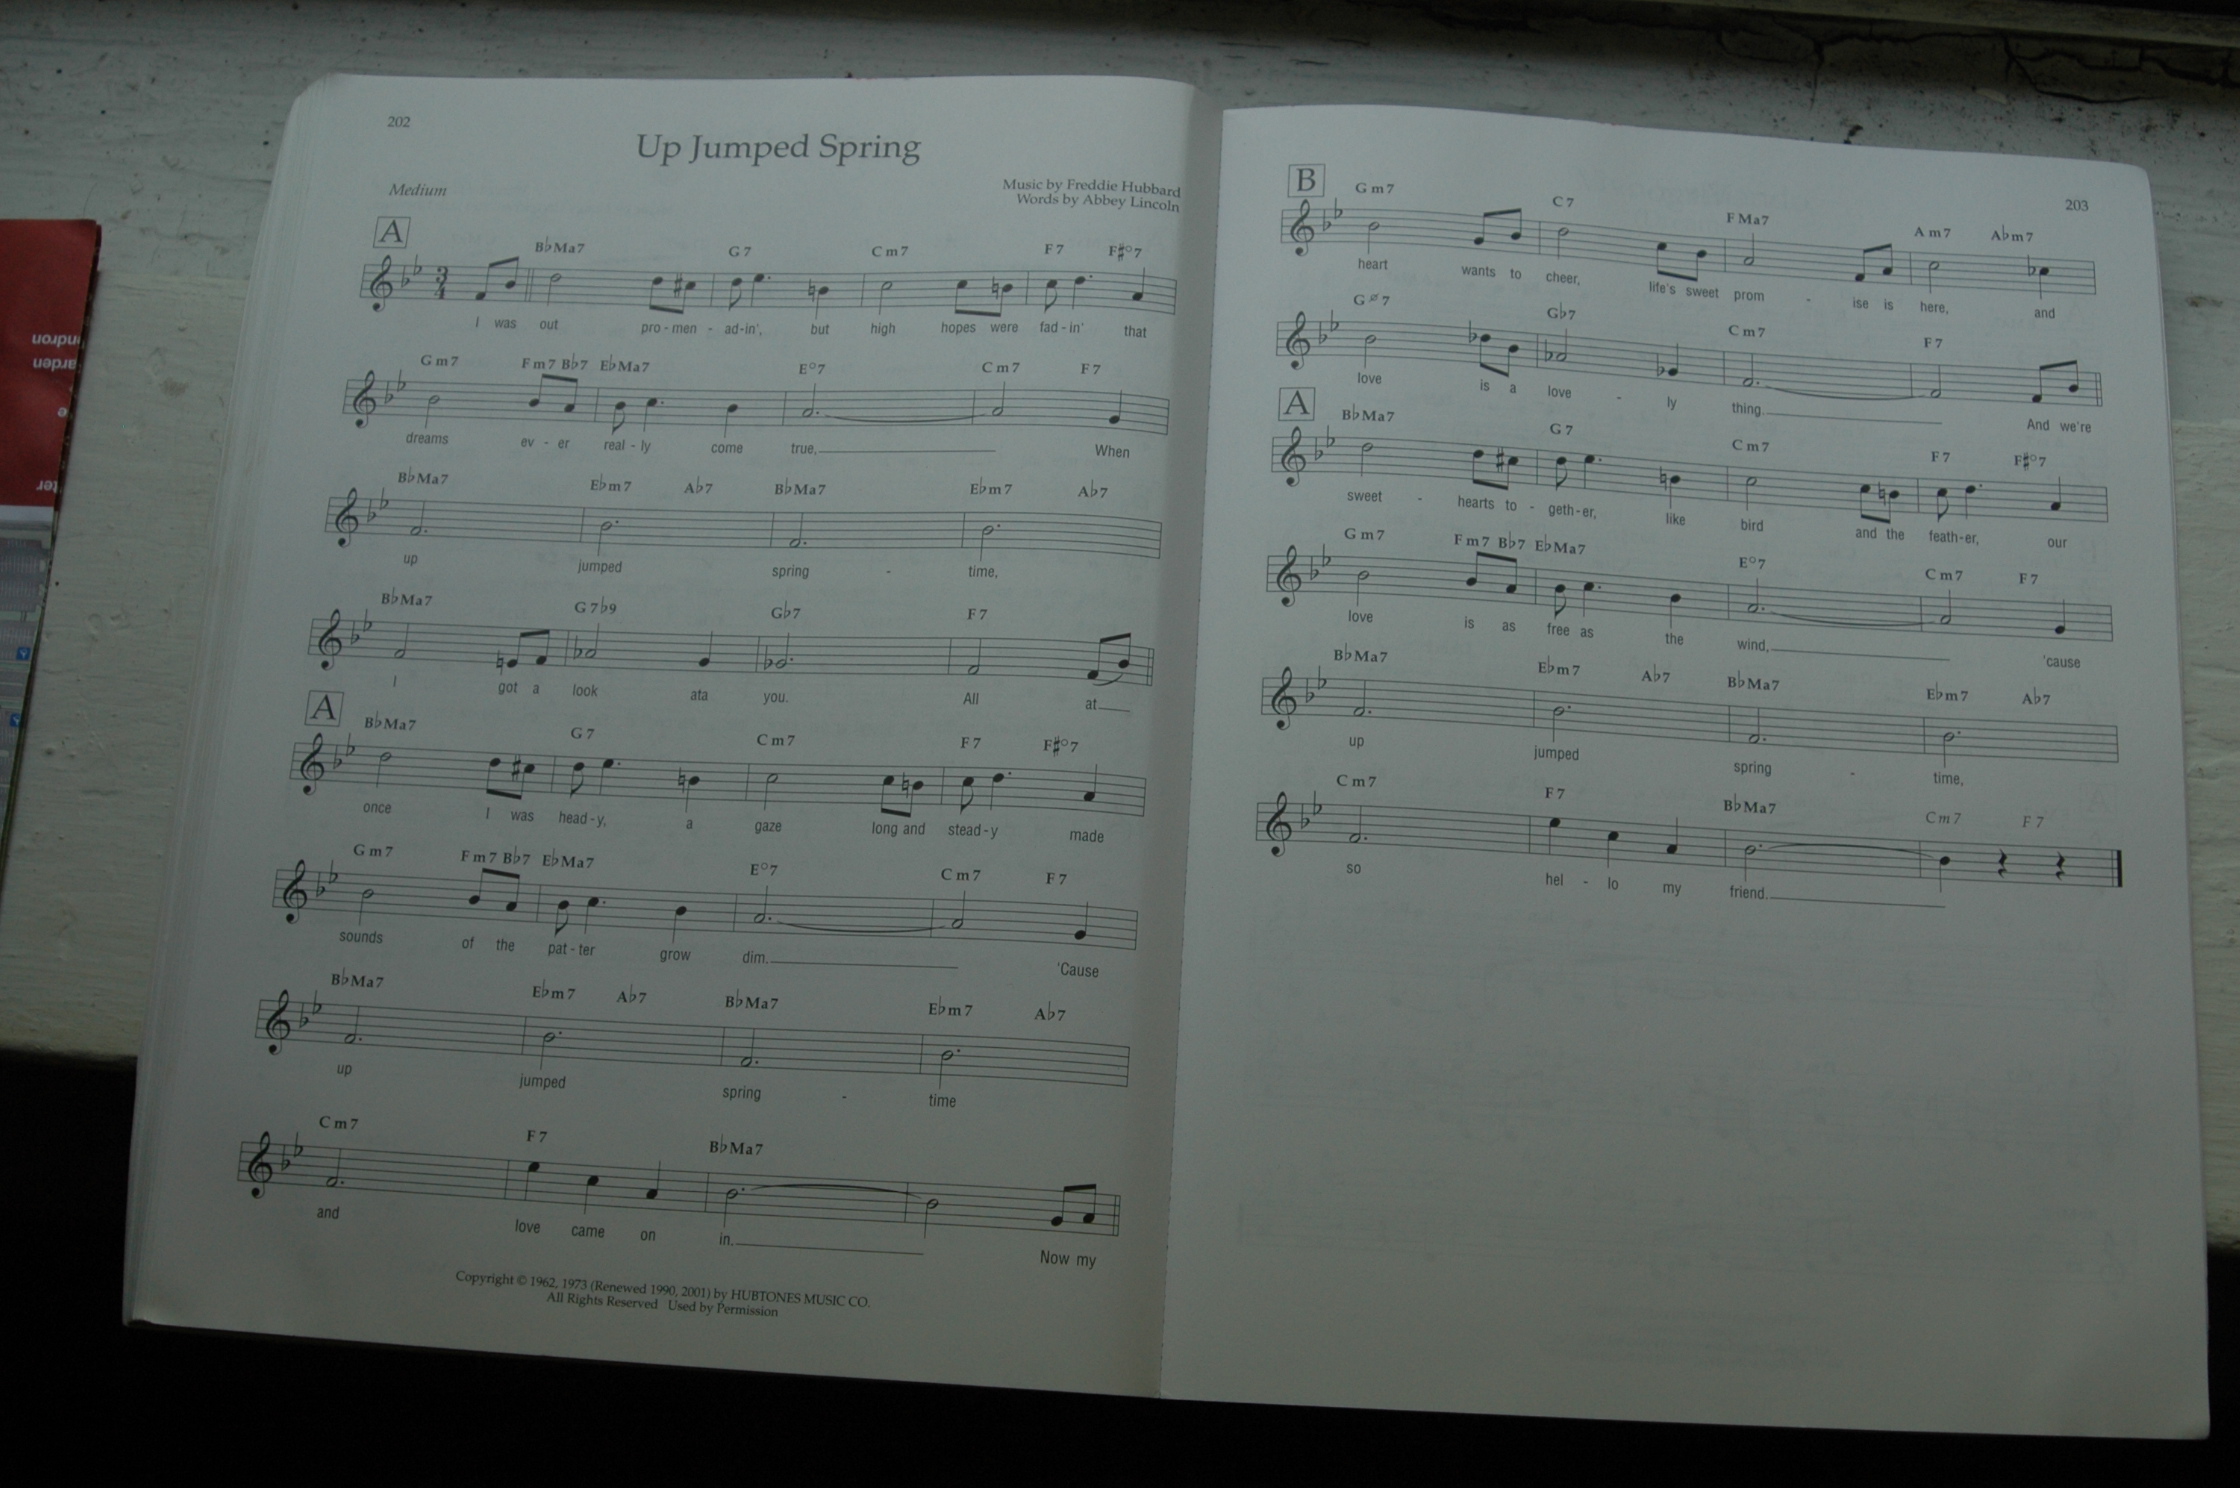 202
Up Jumped Spring
Medium
Music by Freddie Hubbard
Words by Abbey Lincoln
A
B♭Ma7 G7 Cm7 F7 F♯°7
3 4
I was out pro - men - ad-in', but high hopes were fad - in' that
Gm7 Fm7 B♭7 E♭Ma7 E°7 Cm7 F7
dreams ev - er real - ly come true, When
B♭Ma7 E♭m7 A♭7 B♭Ma7 E♭m7 A♭7
up jumped spring - time,
B♭Ma7 G7♭9 G♭7 F7
I got a look ata you. All at
A
B♭Ma7 G7 Cm7 F7 F♯°7
once I was head-y, a gaze long and stead-y made
Gm7 Fm7 B♭7 E♭Ma7 E°7 Cm7 F7
sounds of the pat - ter grow dim. 'Cause
B♭Ma7 E♭m7 A♭7 B♭Ma7 E♭m7 A♭7
up jumped spring - time
Cm7 F7 B♭Ma7
and love came on in. Now my
Copyright © 1962, 1973 (Renewed 1990, 2001) by HUBTONES MUSIC CO.
All Rights Reserved Used by Permission
203
B
Gm7 C7 FMa7 Am7 A♭m7
heart wants to cheer, life's sweet prom - ise is here, and
Gø7 G♭7 Cm7 F7
love is a love - ly thing. And we're
A
B♭Ma7 G7 Cm7 F7 F♯°7
sweet - hearts to - geth-er, like bird and the feath-er, our
Gm7 Fm7 B♭7 E♭Ma7 E°7 Cm7 F7
love is as free as the wind, 'cause
B♭Ma7 E♭m7 A♭7 B♭Ma7 E♭m7 A♭7
up jumped spring - time,
Cm7 F7 B♭Ma7 Cm7 F7
so hel - lo my friend.